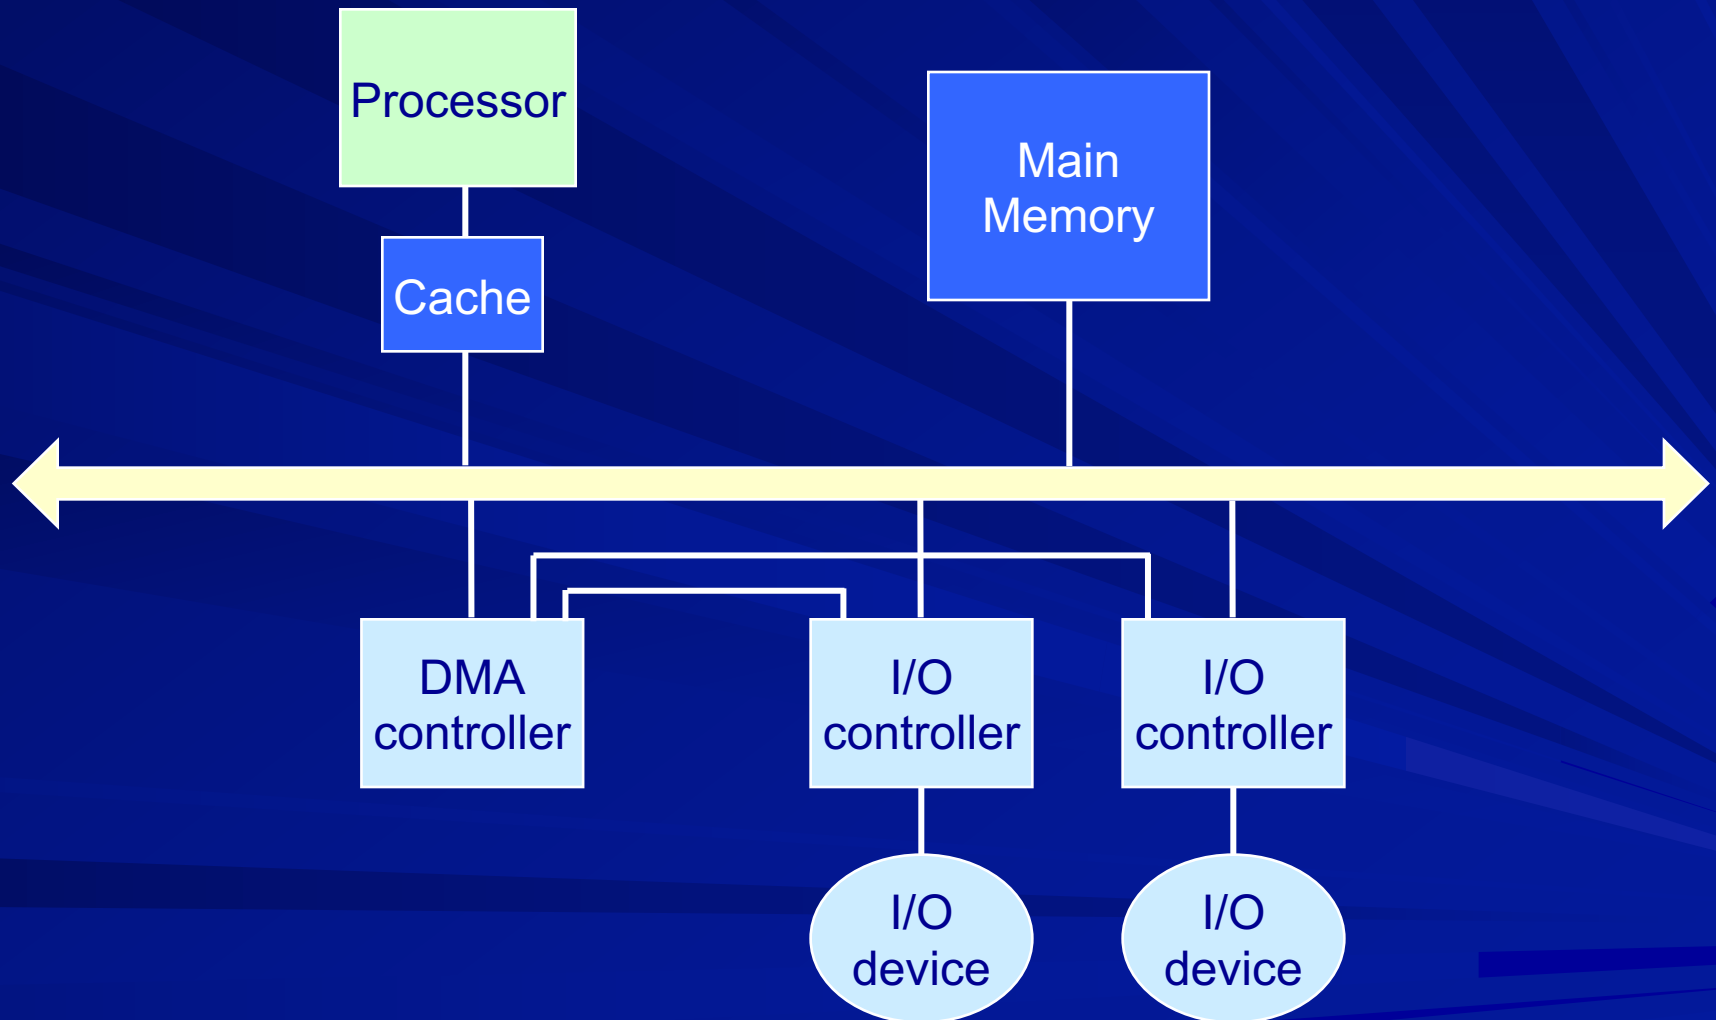 Processor
Main
Memory
Cache
DMA
controller
I/O
controller
I/O
controller
I/O
device
I/O
device